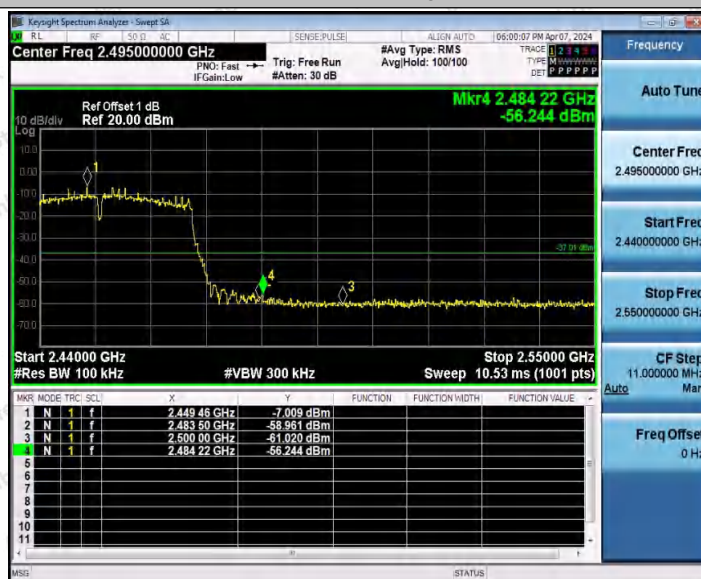 Keysight Spectrum Analyzer - Swept SA
RL RF 50 Ω AC SENSE:PULSE ALIGN AUTO 06:00:07 PM Apr 07, 2024
Center Freq 2.495000000 GHz
PNO: Fast
IFGain:Low
Trig: Free Run
#Atten: 30 dB
#Avg Type: RMS
Avg|Hold: 100/100
TRACE 1 2 3 4 5 6
TYPE M W W W W W
DET P P P P P P
Frequency
Auto Tune
Center Freq
2.495000000 GHz
Start Freq
2.440000000 GHz
Stop Freq
2.550000000 GHz
CF Step
11.000000 MHz
Auto Man
Freq Offset
0 Hz
Mkr4 2.484 22 GHz
-56.244 dBm
Ref Offset 1 dB
10 dB/div Ref 20.00 dBm
Log
10.0
0.00
-10.0
-20.0
-30.0
-40.0
-50.0
-60.0
-70.0
1
4
3
-37.01 dBm
Start 2.44000 GHz Stop 2.55000 GHz
#Res BW 100 kHz #VBW 300 kHz Sweep 10.53 ms (1001 pts)
MKR MODE TRC SCL X Y FUNCTION FUNCTION WIDTH FUNCTION VALUE
1 N 1 f 2.449 46 GHz -7.009 dBm
2 N 1 f 2.483 50 GHz -58.961 dBm
3 N 1 f 2.500 00 GHz -61.020 dBm
4 N 1 f 2.484 22 GHz -56.244 dBm
5
6
7
8
9
10
11
MSG STATUS